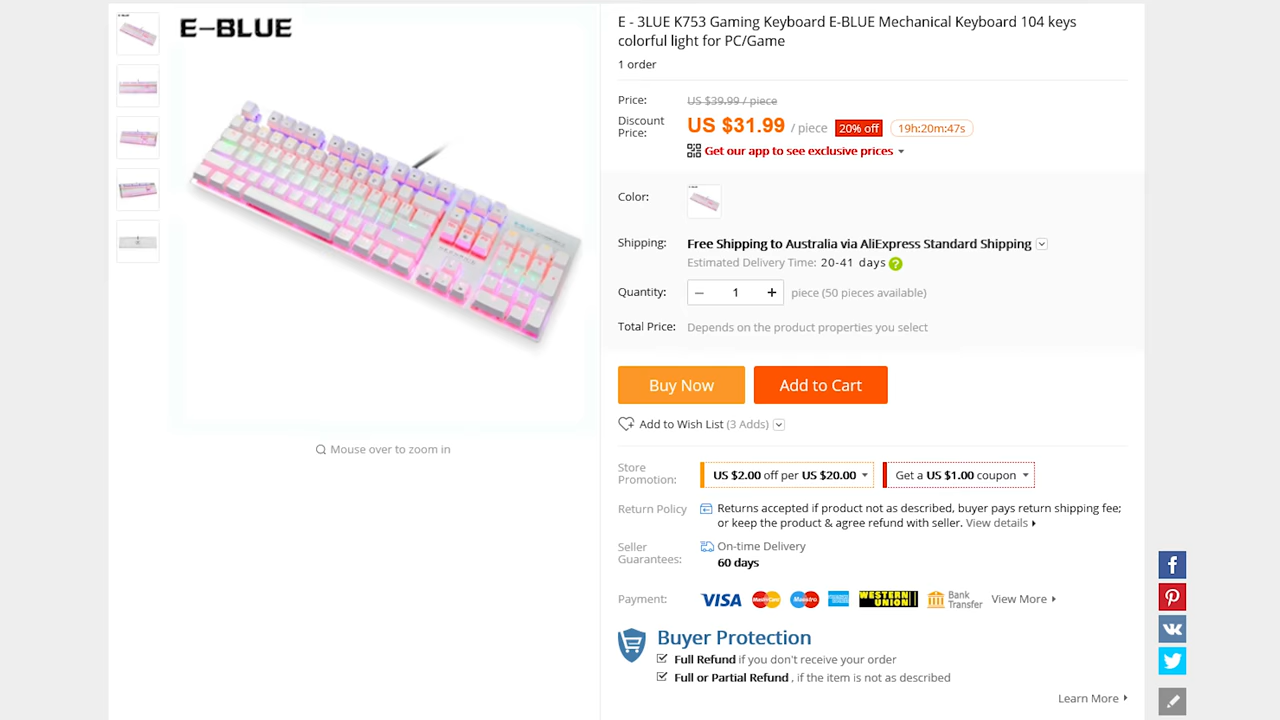 E-BLUE
E - 3LUE K753 Gaming Keyboard E-BLUE Mechanical Keyboard 104 keys
colorful light for PC/Game
1 order
Price:
US $39.99 / piece
Discount
Price:
US $31.99 / piece 20% off 19h:20m:47s
Get our app to see exclusive prices
Color:
Shipping:
Free Shipping to Australia via AliExpress Standard Shipping
Estimated Delivery Time: 20-41 days ?
Quantity:
– 1 + piece (50 pieces available)
Total Price:
Depends on the product properties you select
Buy Now
Add to Cart
Add to Wish List (3 Adds)
Mouse over to zoom in
Store
Promotion:
US $2.00 off per US $20.00
Get a US $1.00 coupon
Return Policy
Returns accepted if product not as described, buyer pays return shipping fee;
or keep the product & agree refund with seller. View details
Seller
Guarantees:
On-time Delivery
60 days
Payment:
VISA MasterCard Maestro WESTERN UNION Bank Transfer View More
Buyer Protection
Full Refund if you don't receive your order
Full or Partial Refund , if the item is not as described
Learn More